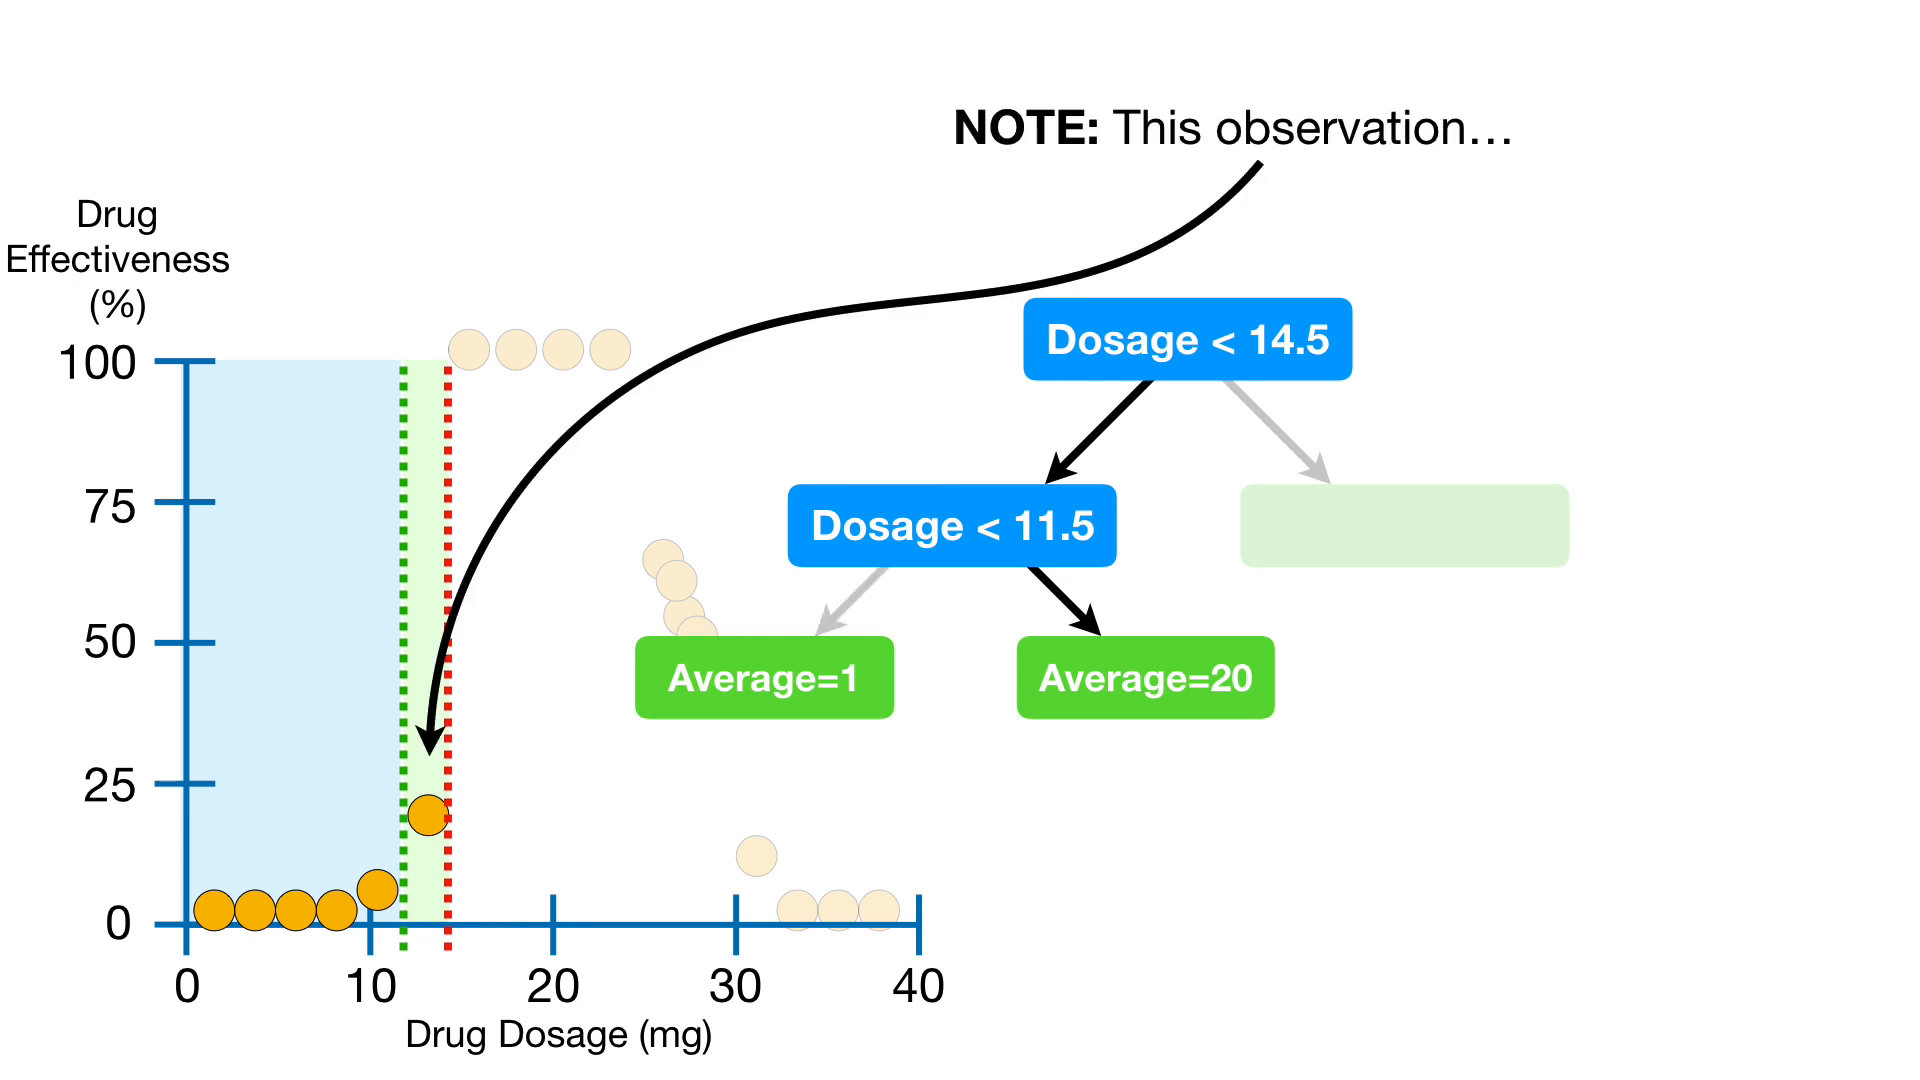 NOTE: This observation…
Drug
Effectiveness
(%)
100
75
50
25
0
0 10 20 30 40
Drug Dosage (mg)
Dosage < 14.5
Dosage < 11.5
Average=1
Average=20